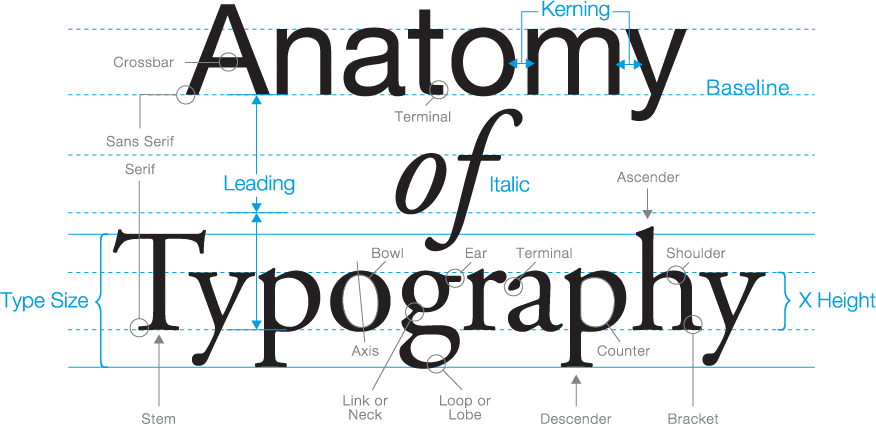 Kerning
Anatomy
Crossbar
Baseline
Terminal
Sans Serif
Serif
of
Leading
Italic
Ascender
Typography
Bowl
Ear
Terminal
Shoulder
Type Size
X Height
Axis
Counter
Link or
Neck
Loop or
Lobe
Stem
Descender
Bracket